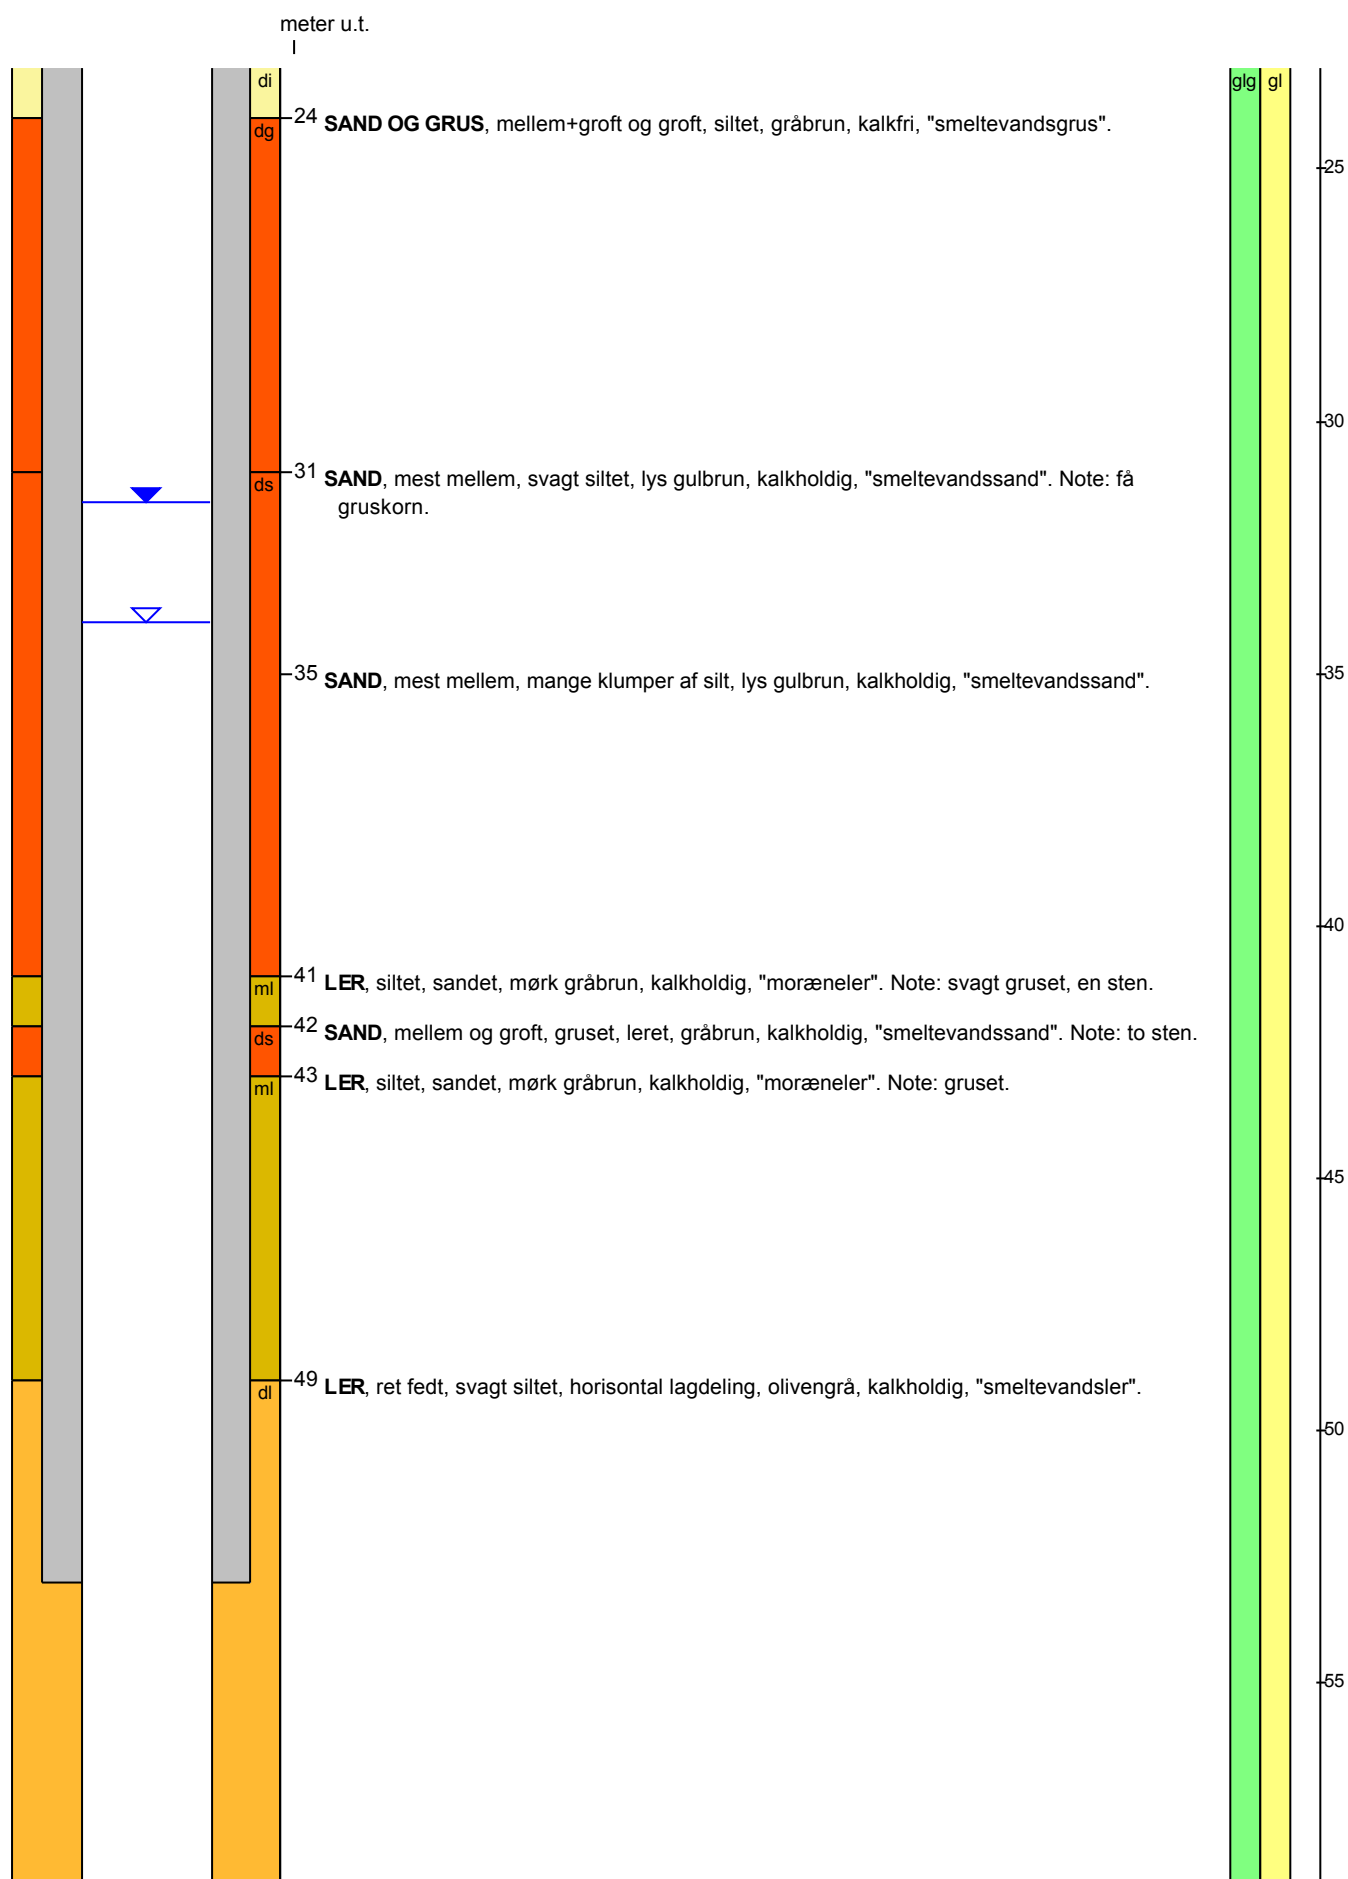 meter u.t.
di
glg gl
24 SAND OG GRUS, mellem+groft og groft, siltet, gråbrun, kalkfri, "smeltevandsgrus".
dg
25
30
31 SAND, mest mellem, svagt siltet, lys gulbrun, kalkholdig, "smeltevandssand". Note: få
ds
gruskorn.
35 SAND, mest mellem, mange klumper af silt, lys gulbrun, kalkholdig, "smeltevandssand".
35
40
41 LER, siltet, sandet, mørk gråbrun, kalkholdig, "moræneler". Note: svagt gruset, en sten.
ml
42 SAND, mellem og groft, gruset, leret, gråbrun, kalkholdig, "smeltevandssand". Note: to sten.
ds
43 LER, siltet, sandet, mørk gråbrun, kalkholdig, "moræneler". Note: gruset.
ml
45
49 LER, ret fedt, svagt siltet, horisontal lagdeling, olivengrå, kalkholdig, "smeltevandsler".
dl
50
55